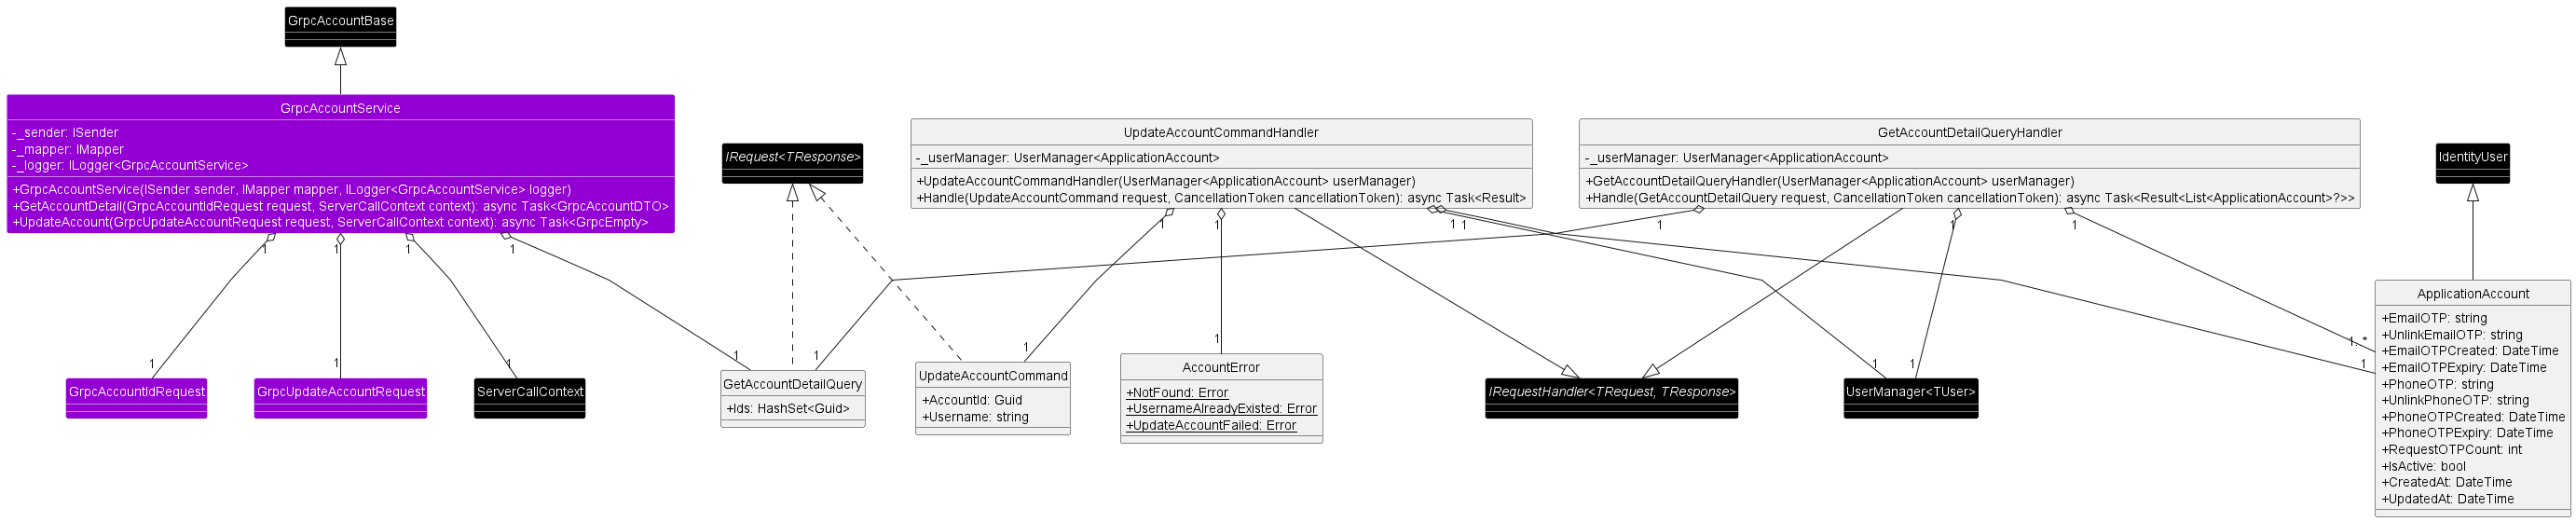 GrpcAccountBase
GrpcAccountService
-_sender: ISender
-_mapper: IMapper
-_logger: ILogger<GrpcAccountService>
+GrpcAccountService(ISender sender, IMapper mapper, ILogger<GrpcAccountService> logger)
+GetAccountDetail(GrpcAccountIdRequest request, ServerCallContext context): async Task<GrpcAccountDTO>
+UpdateAccount(GrpcUpdateAccountRequest request, ServerCallContext context): async Task<GrpcEmpty>
IRequest<TResponse>
UpdateAccountCommandHandler
-_userManager: UserManager<ApplicationAccount>
+UpdateAccountCommandHandler(UserManager<ApplicationAccount> userManager)
+Handle(UpdateAccountCommand request, CancellationToken cancellationToken): async Task<Result>
GetAccountDetailQueryHandler
-_userManager: UserManager<ApplicationAccount>
+GetAccountDetailQueryHandler(UserManager<ApplicationAccount> userManager)
+Handle(GetAccountDetailQuery request, CancellationToken cancellationToken): async Task<Result<List<ApplicationAccount>?>>
IdentityUser
1 1 1 1 1 1 1 1 1 1 1
1 1 1 1 1 1 1 1 1 1..* 1
GrpcAccountIdRequest
GrpcUpdateAccountRequest
ServerCallContext
GetAccountDetailQuery
+Ids: HashSet<Guid>
UpdateAccountCommand
+AccountId: Guid
+Username: string
AccountError
+NotFound: Error
+UsernameAlreadyExisted: Error
+UpdateAccountFailed: Error
IRequestHandler<TRequest, TResponse>
UserManager<TUser>
ApplicationAccount
+EmailOTP: string
+UnlinkEmailOTP: string
+EmailOTPCreated: DateTime
+EmailOTPExpiry: DateTime
+PhoneOTP: string
+UnlinkPhoneOTP: string
+PhoneOTPCreated: DateTime
+PhoneOTPExpiry: DateTime
+RequestOTPCount: int
+IsActive: bool
+CreatedAt: DateTime
+UpdatedAt: DateTime